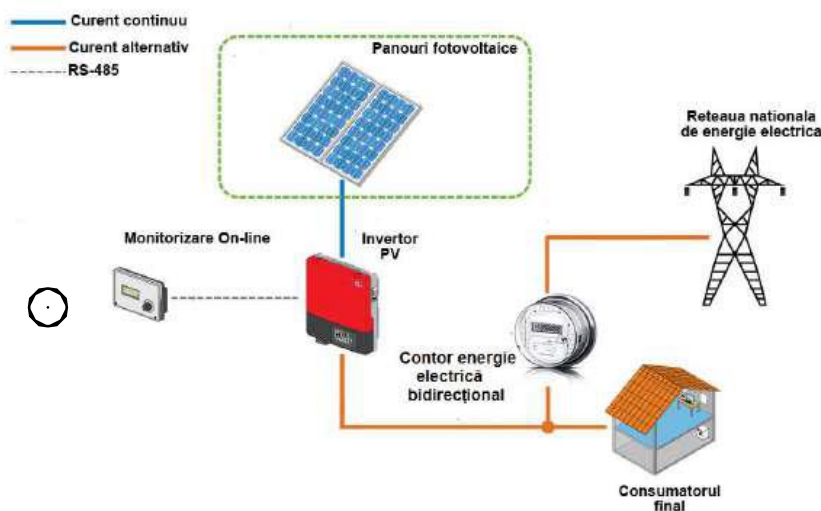 Curent continuu
Curent alternativ
RS-485
Panouri fotovoltaice
Reteaua nationala
de energie electrica
Monitorizare On-line
Invertor
PV
Contor energie
electrică
bidirecțional
Consumatorul
final